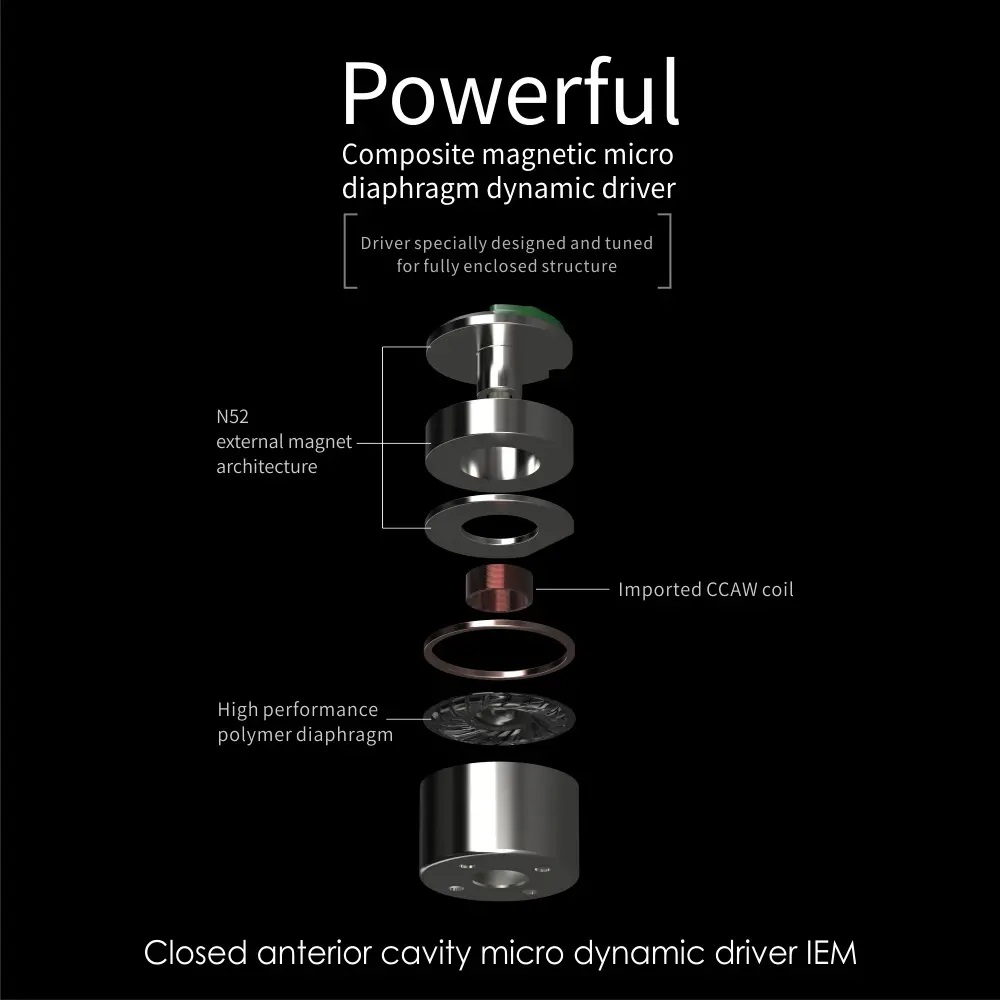 Powerful
Composite magnetic micro
diaphragm dynamic driver
Driver specially designed and tuned
for fully enclosed structure
N52
external magnet
architecture
Imported CCAW coil
High performance
polymer diaphragm
Closed anterior cavity micro dynamic driver IEM